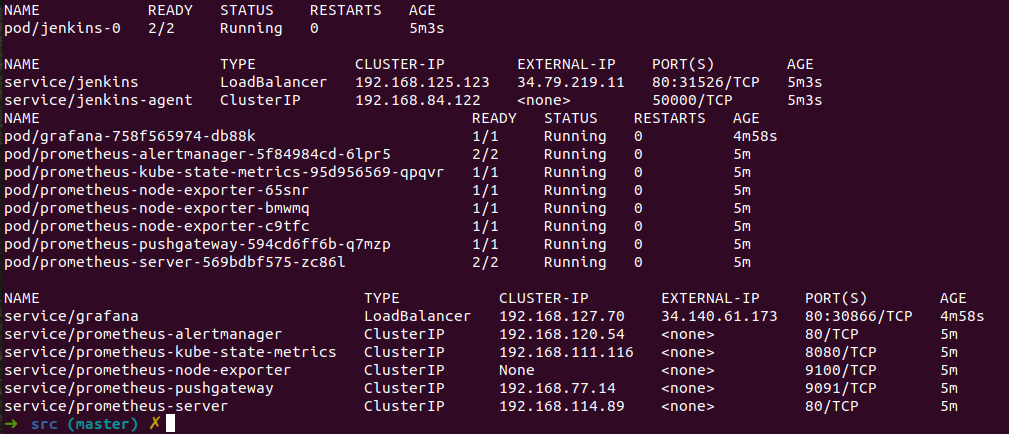 NAME            READY   STATUS    RESTARTS   AGE
pod/jenkins-0   2/2     Running   0          5m3s
NAME                    TYPE           CLUSTER-IP        EXTERNAL-IP     PORT(S)        AGE
service/jenkins         LoadBalancer   192.168.125.123   34.79.219.11    80:31526/TCP   5m3s
service/jenkins-agent   ClusterIP      192.168.84.122    <none>          50000/TCP      5m3s
NAME                                                READY   STATUS    RESTARTS   AGE
pod/grafana-758f565974-db88k                        1/1     Running   0          4m58s
pod/prometheus-alertmanager-5f84984cd-6lpr5         2/2     Running   0          5m
pod/prometheus-kube-state-metrics-95d956569-qpqvr   1/1     Running   0          5m
pod/prometheus-node-exporter-65snr                  1/1     Running   0          5m
pod/prometheus-node-exporter-bmwmq                  1/1     Running   0          5m
pod/prometheus-node-exporter-c9tfc                  1/1     Running   0          5m
pod/prometheus-pushgateway-594cd6ff6b-q7mzp         1/1     Running   0          5m
pod/prometheus-server-569bdbf575-zc86l              2/2     Running   0          5m
NAME                                    TYPE           CLUSTER-IP        EXTERNAL-IP     PORT(S)        AGE
service/grafana                         LoadBalancer   192.168.127.70    34.140.61.173   80:30866/TCP   4m58s
service/prometheus-alertmanager         ClusterIP      192.168.120.54    <none>          80/TCP         5m
service/prometheus-kube-state-metrics   ClusterIP      192.168.111.116   <none>          8080/TCP       5m
service/prometheus-node-exporter        ClusterIP      None              <none>          9100/TCP       5m
service/prometheus-pushgateway          ClusterIP      192.168.77.14     <none>          9091/TCP       5m
service/prometheus-server               ClusterIP      192.168.114.89    <none>          80/TCP         5m
➜  src (master) ✗